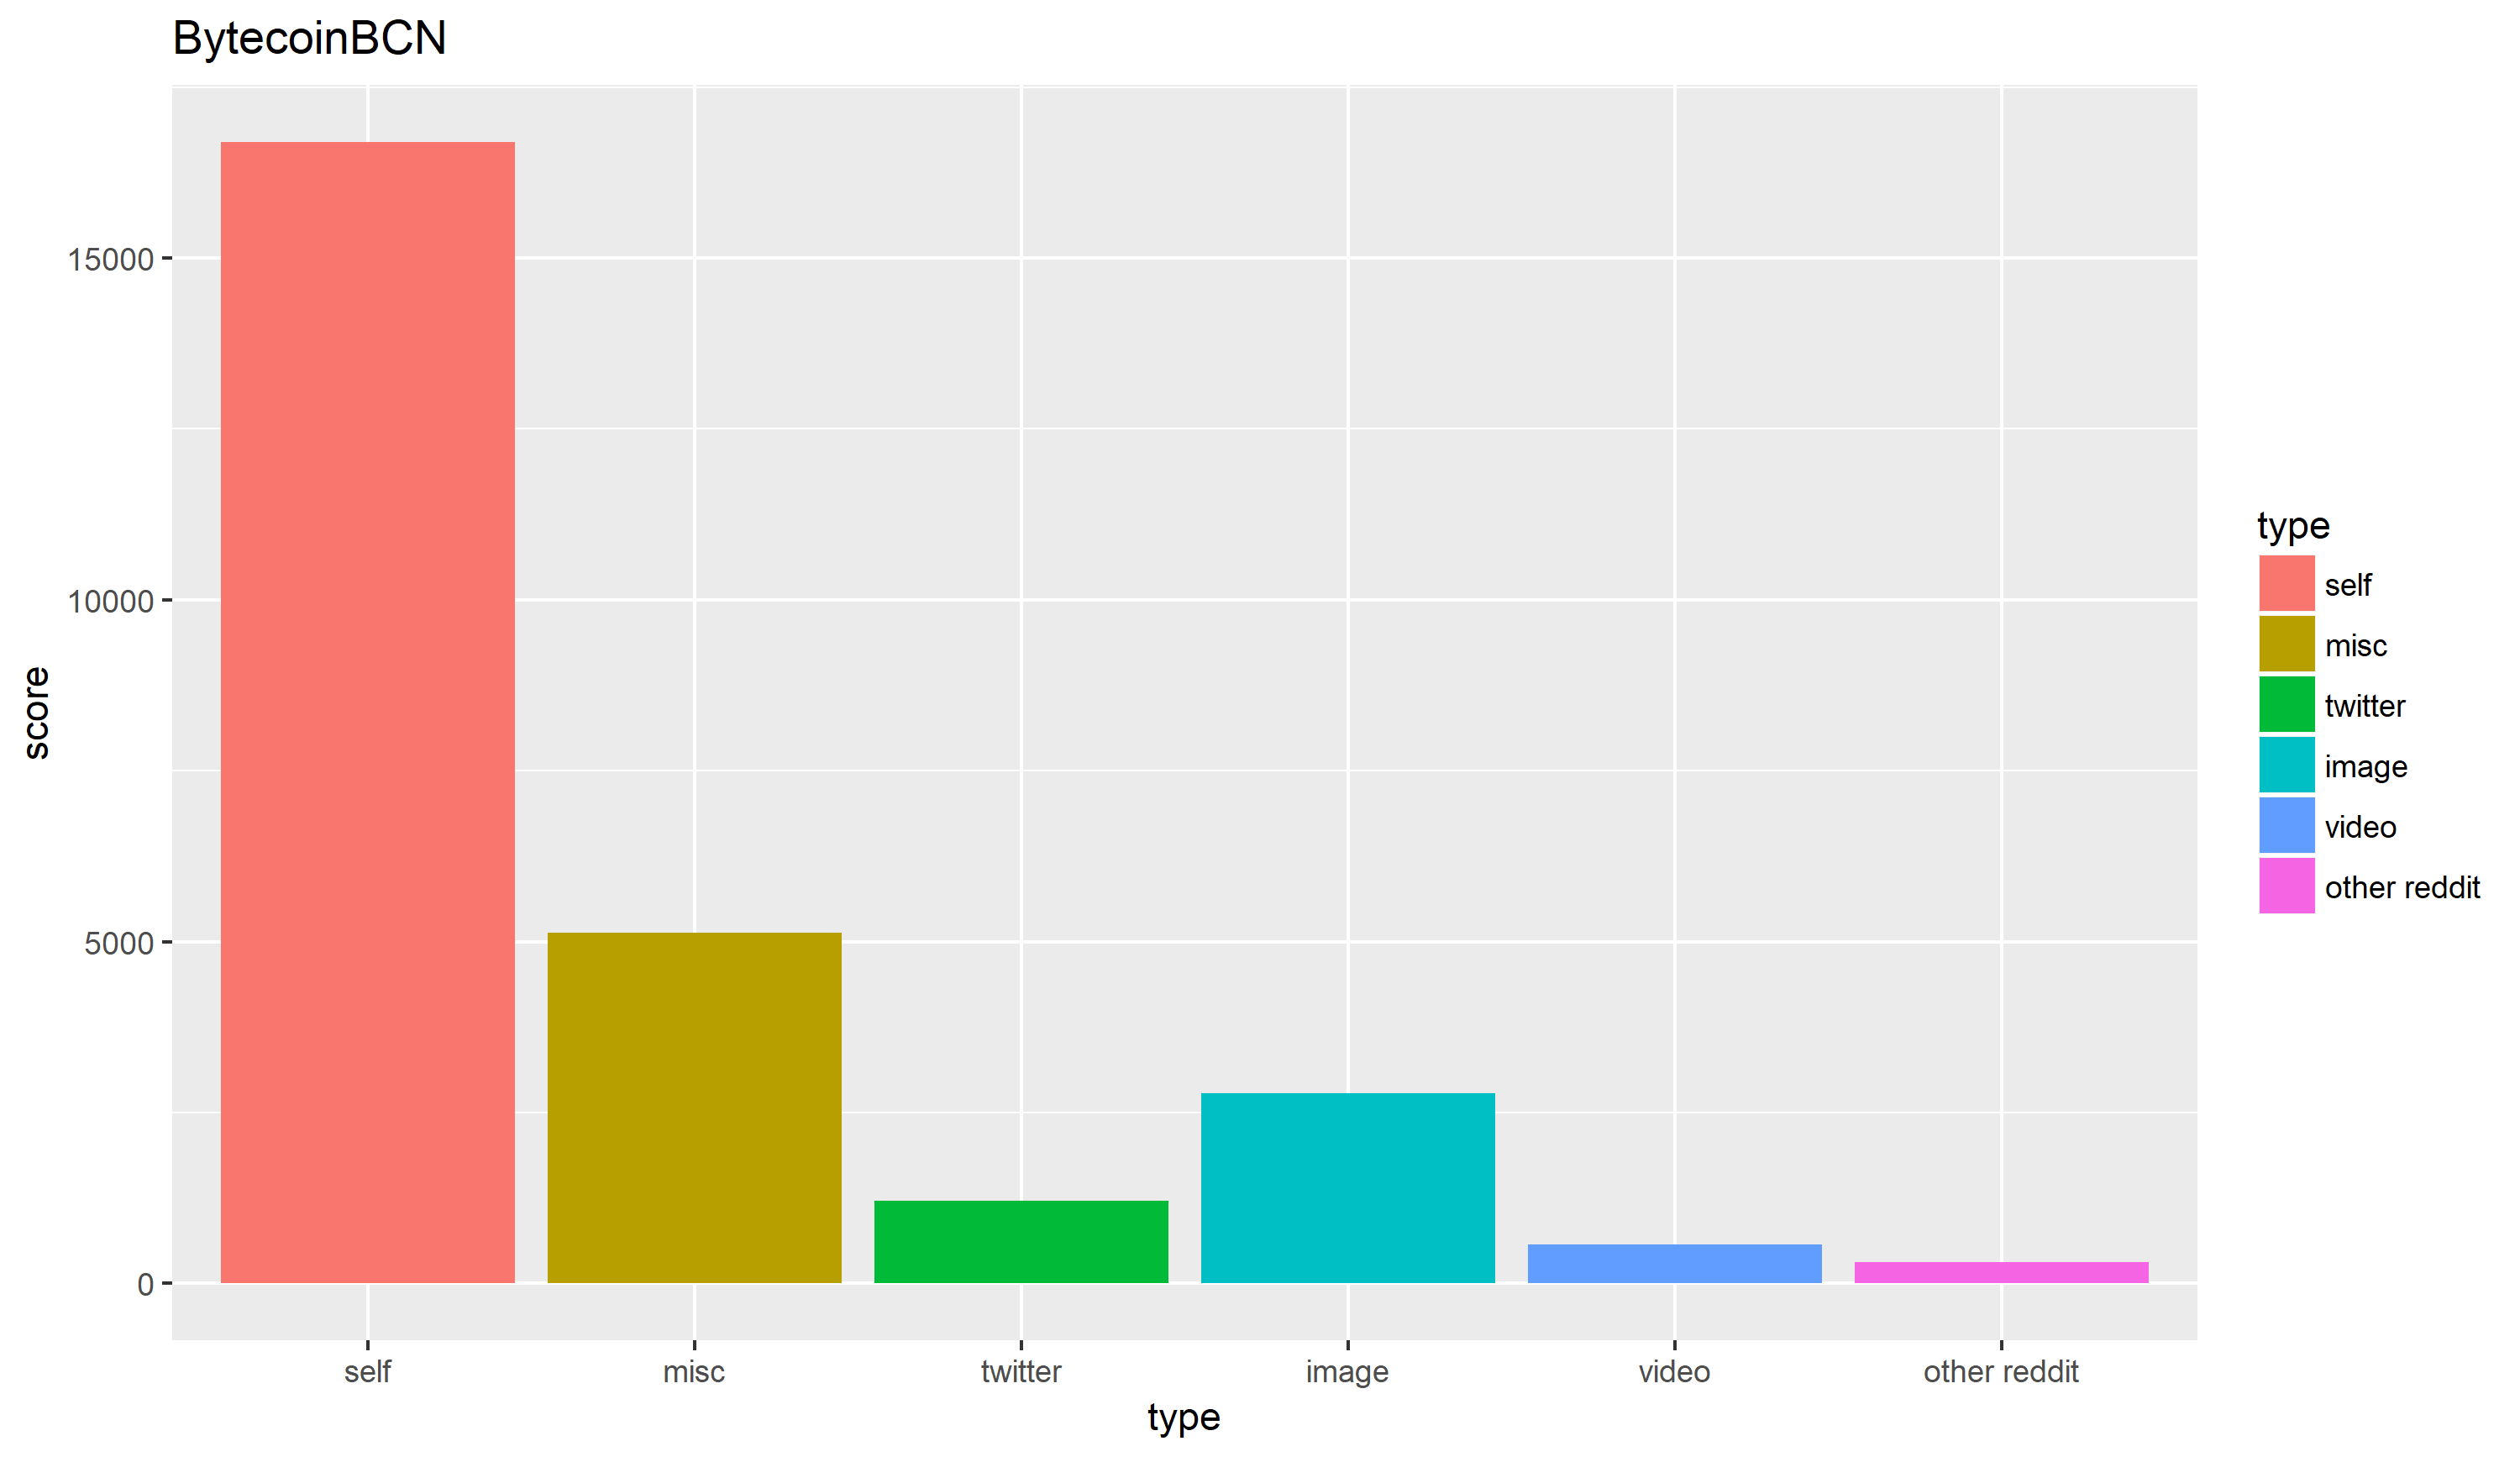 BytecoinBCN
score
15000
10000
5000
0
self
misc
twitter
image
video
other reddit
type
type
self
misc
twitter
image
video
other reddit